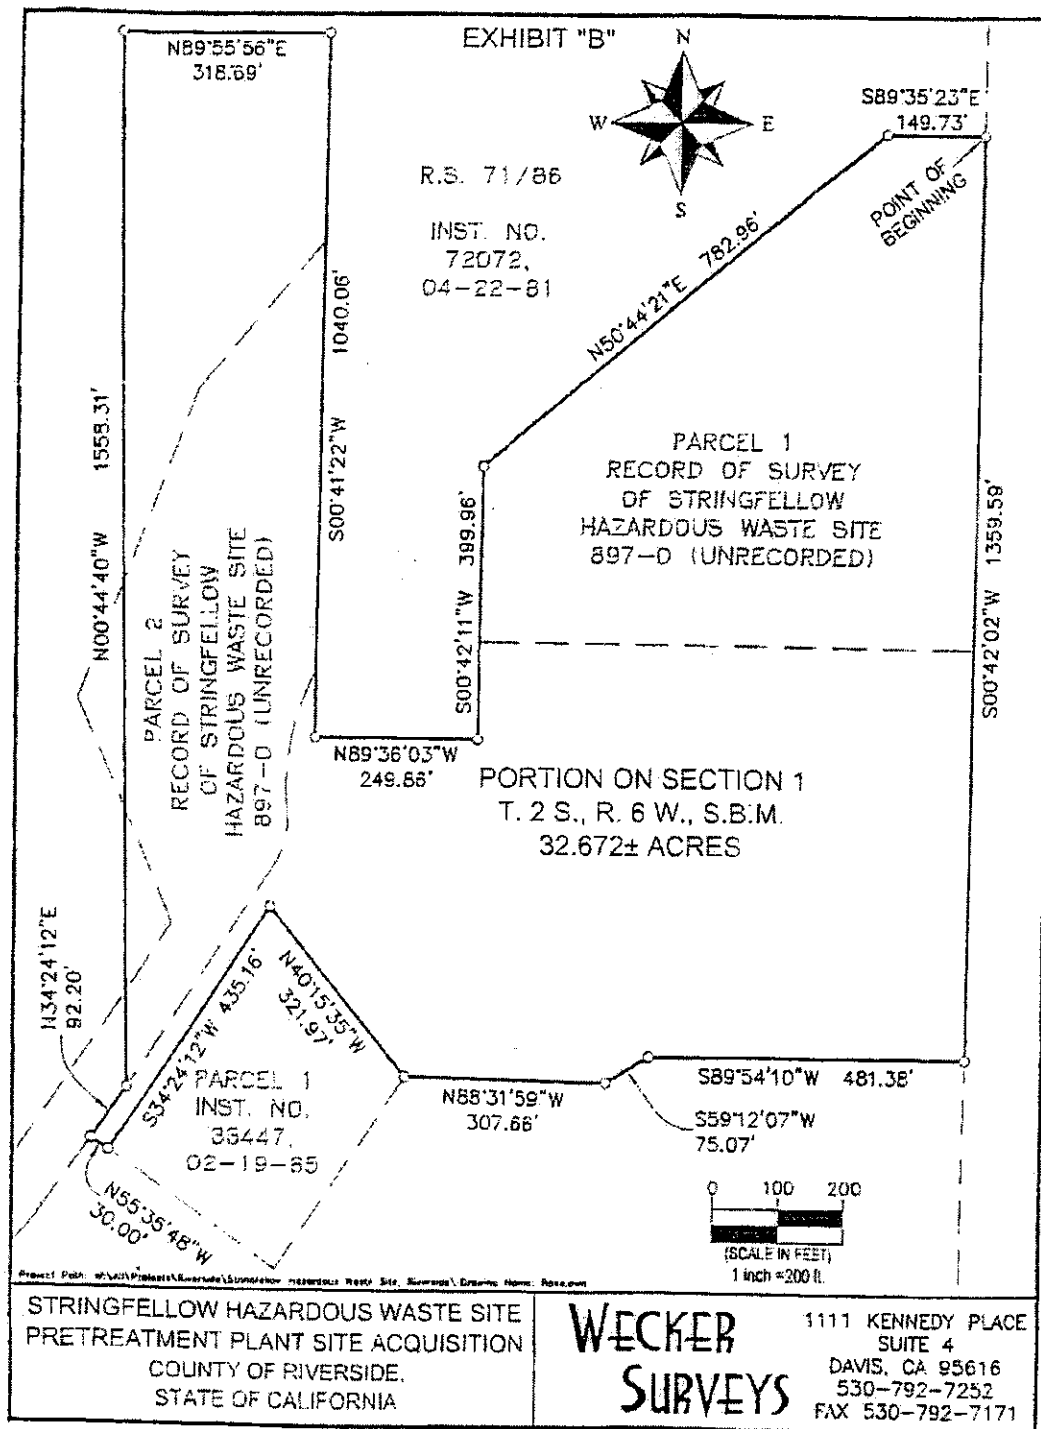 EXHIBIT "B"
N89°55'56"E
318.69'
N
W
E
S
S89°35'23"E
149.73'
POINT OF
BEGINNING
R.S. 71/86
INST. NO.
72072,
04-22-81
N50°44'21"E 782.96'
1040.06'
S00°41'22"W
1558.31'
N00°44'40"W
PARCEL 1
RECORD OF SURVEY
OF STRINGFELLOW
HAZARDOUS WASTE SITE
897-D (UNRECORDED)
S00°42'11"W 399.96'
S00°42'02"W 1359.59'
PARCEL 2
RECORD OF SURVEY
OF STRINGFELLOW
HAZARDOUS WASTE SITE
897-D (UNRECORDED)
N89°36'03"W
249.86'
PORTION ON SECTION 1
T. 2 S., R. 6 W., S.B.M.
32.672± ACRES
N34°24'12"E
92.20'
S34°24'12"W 435.16'
N40°15'35"W
321.97'
PARCEL 1
INST. NO.
02-19-65
N88°31'59"W
307.66'
S89°54'10"W 481.38'
S59°12'07"W
75.07'
N55°35'48"W
30.00'
0 100 200
(SCALE IN FEET)
1 inch = 200 ft.
STRINGFELLOW HAZARDOUS WASTE SITE
PRETREATMENT PLANT SITE ACQUISITION
COUNTY OF RIVERSIDE,
STATE OF CALIFORNIA
WECKER
SURVEYS
1111 KENNEDY PLACE
SUITE 4
DAVIS, CA 95616
530-792-7252
FAX 530-792-7171